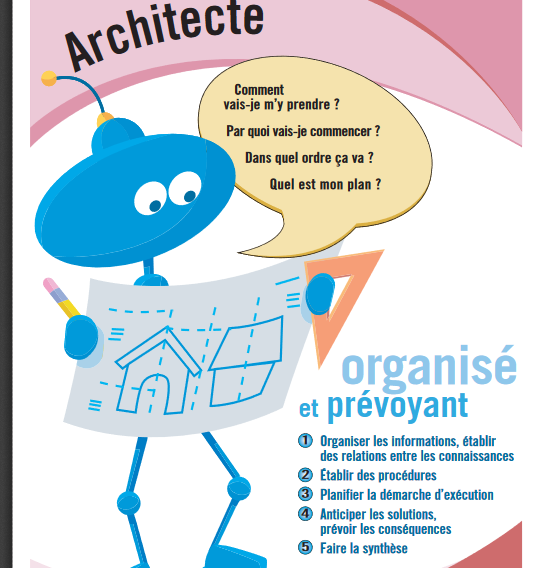 Architecte
Comment
vais-je m'y prendre ?
Par quoi vais-je commencer ?
Dans quel ordre ça va ?
Quel est mon plan ?
organisé
et prévoyant
1 Organiser les informations, établir
des relations entre les connaissances
2 Établir des procédures
3 Planifier la démarche d'exécution
4 Anticiper les solutions,
prévoir les conséquences
5 Faire la synthèse